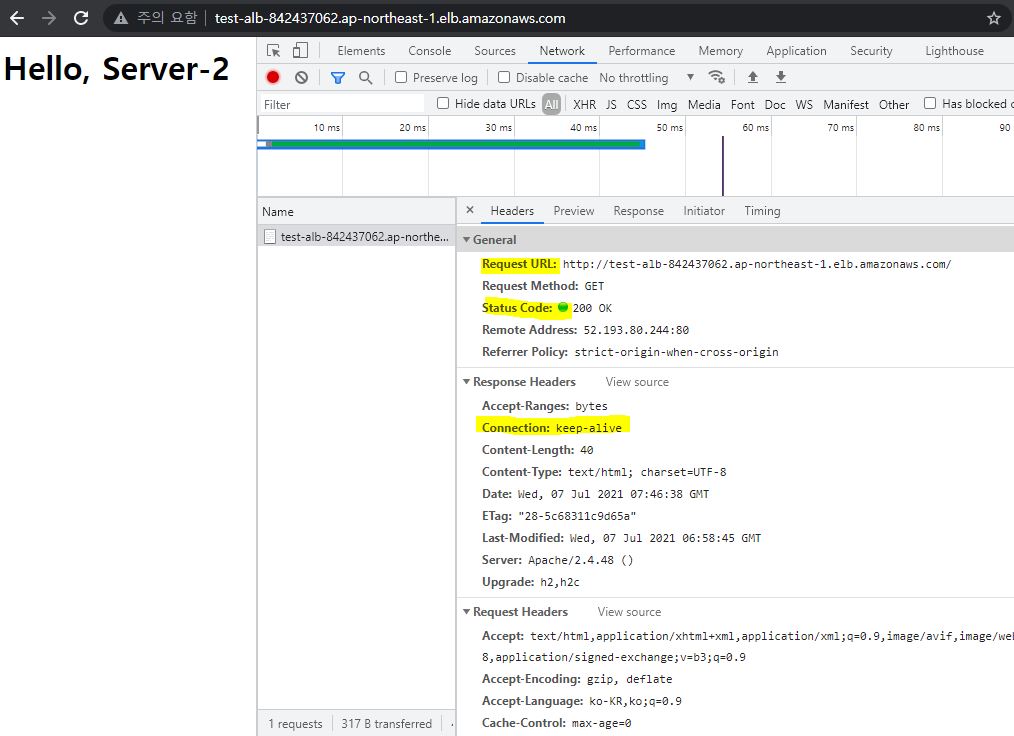 주의 요함 test-alb-842437062.ap-northeast-1.elb.amazonaws.com
Hello, Server-2
Elements Console Sources Network Performance Memory Application Security Lighthouse
Preserve log Disable cache No throttling
Filter Hide data URLs All XHR JS CSS Img Media Font Doc WS Manifest Other Has blocked c
10 ms 20 ms 30 ms 40 ms 50 ms 60 ms 70 ms 80 ms 90
Name
test-alb-842437062.ap-northe...
× Headers Preview Response Initiator Timing
General
Request URL: http://test-alb-842437062.ap-northeast-1.elb.amazonaws.com/
Request Method: GET
Status Code: 200 OK
Remote Address: 52.193.80.244:80
Referrer Policy: strict-origin-when-cross-origin
Response Headers View source
Accept-Ranges: bytes
Connection: keep-alive
Content-Length: 40
Content-Type: text/html; charset=UTF-8
Date: Wed, 07 Jul 2021 07:46:38 GMT
ETag: "28-5c68311c9d65a"
Last-Modified: Wed, 07 Jul 2021 06:58:45 GMT
Server: Apache/2.4.48 ()
Upgrade: h2,h2c
Request Headers View source
Accept: text/html,application/xhtml+xml,application/xml;q=0.9,image/avif,image/web
8,application/signed-exchange;v=b3;q=0.9
Accept-Encoding: gzip, deflate
Accept-Language: ko-KR,ko;q=0.9
Cache-Control: max-age=0
1 requests 317 B transferred